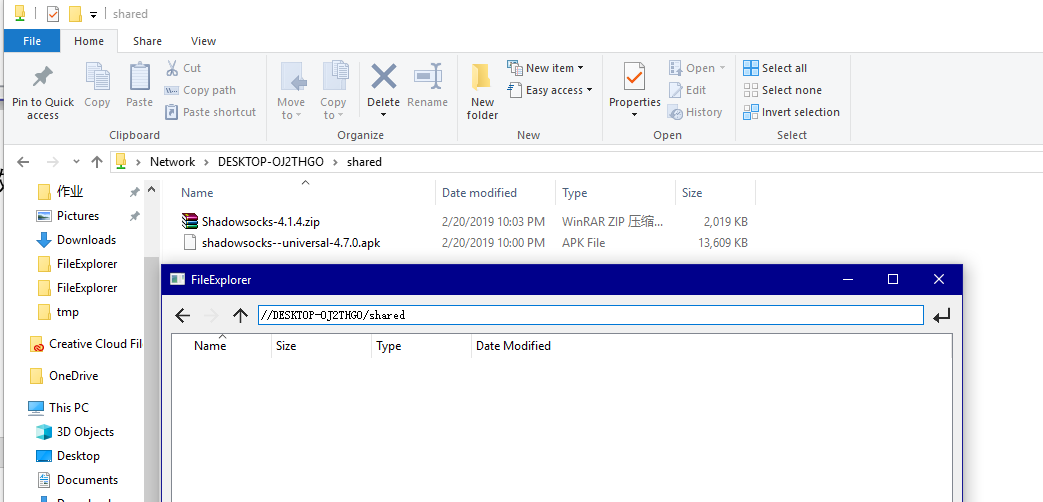 shared
File Home Share View
Pin to Quick access
Copy
Paste
Cut
Copy path
Paste shortcut
Clipboard
Move to
Copy to
Delete
Rename
Organize
New folder
New item
Easy access
New
Properties
Open
Edit
History
Open
Select all
Select none
Invert selection
Select
Network > DESKTOP-OJ2THGO > shared
作业
Pictures
Downloads
FileExplorer
FileExplorer
tmp
Creative Cloud Fil
OneDrive
This PC
3D Objects
Desktop
Documents
Name Date modified Type Size
Shadowsocks-4.1.4.zip 2/20/2019 10:03 PM WinRAR ZIP 压缩... 2,019 KB
shadowsocks--universal-4.7.0.apk 2/20/2019 10:00 PM APK File 13,609 KB
FileExplorer
//DESKTOP-OJ2THGO/shared
Name Size Type Date Modified